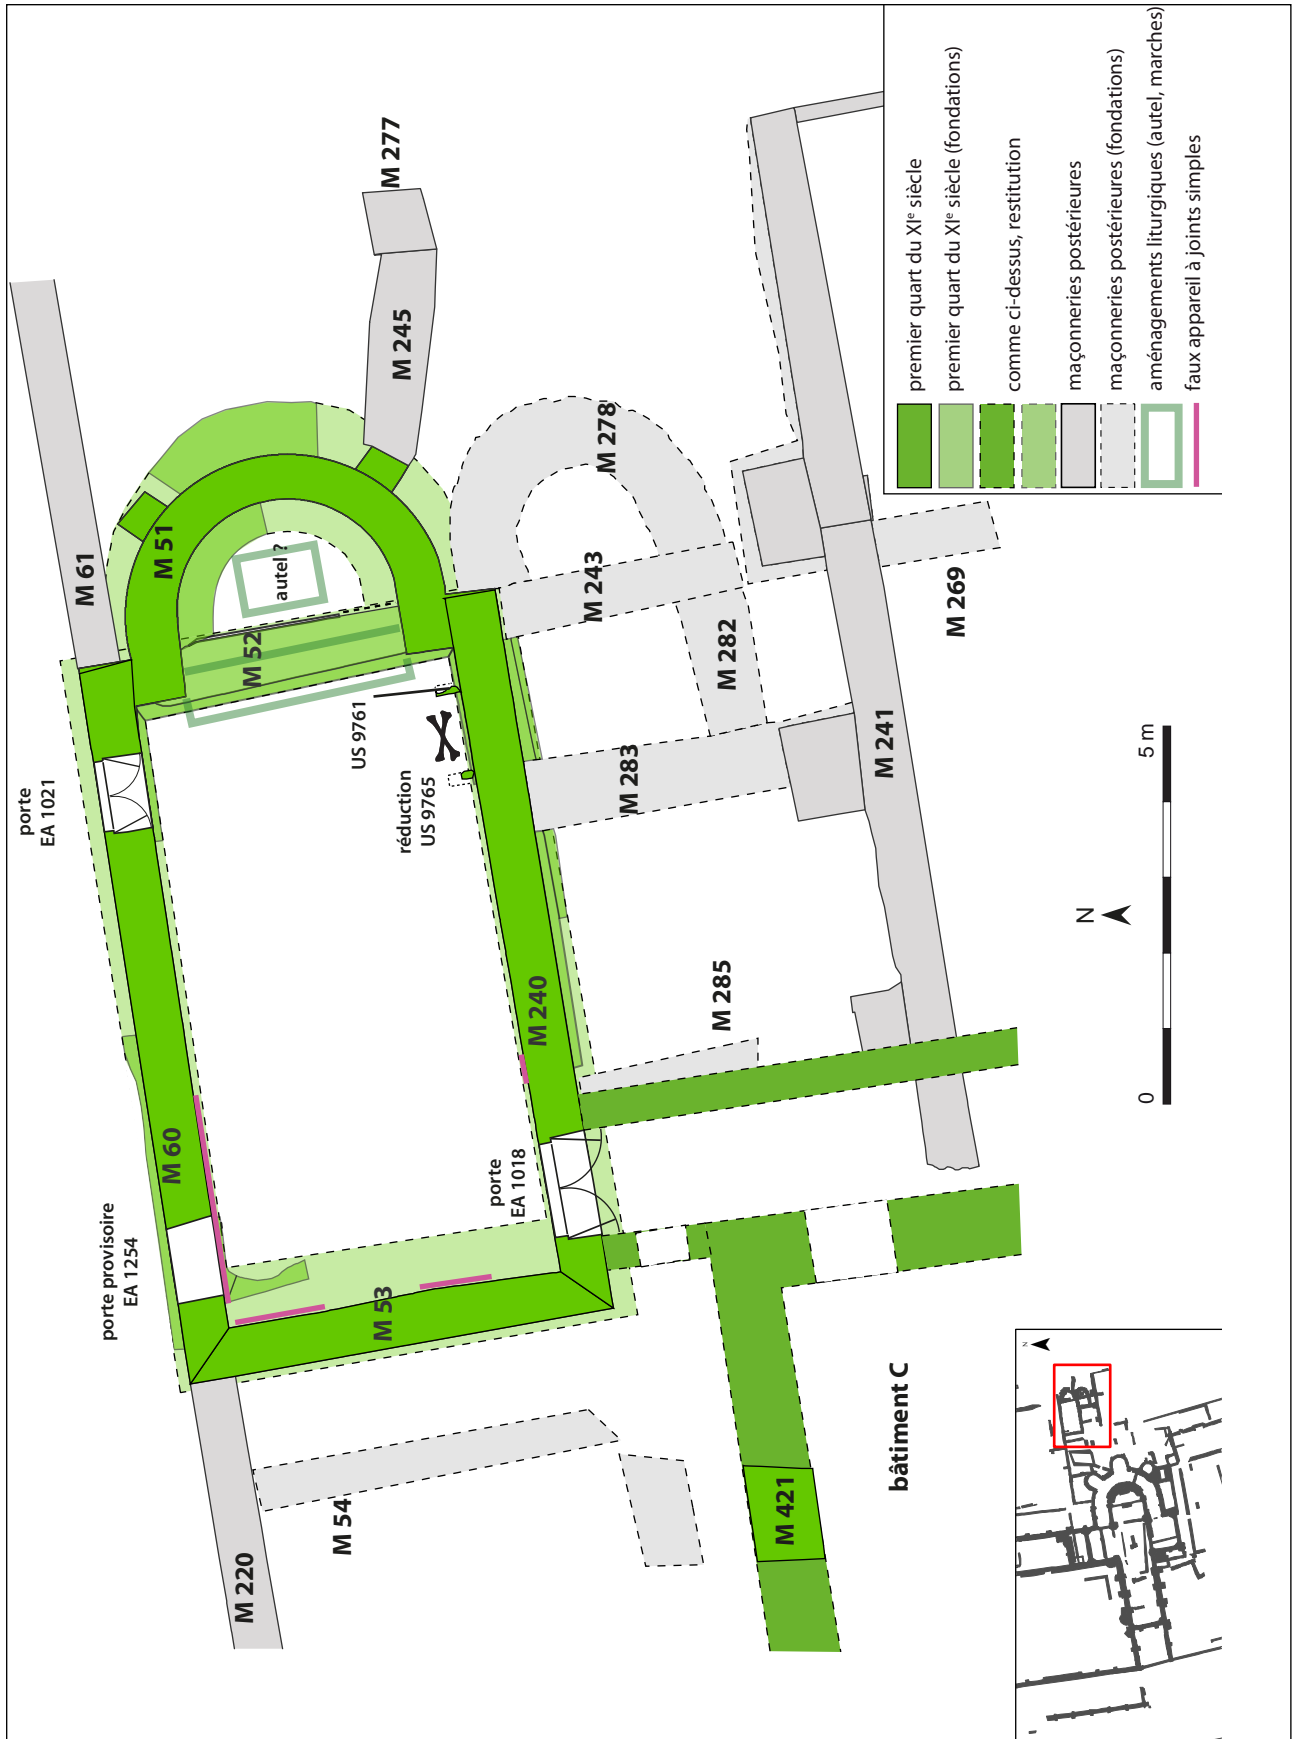 M 277
M 245
M 61
M 51
autel ?
M 52
M 278
M 243
M 282
M 269
M 283
M 241
US 9761
réduction
US 9765
porte
EA 1021
M 240
M 285
M 60
porte
EA 1018
porte provisoire
EA 1254
M 53
M 54
M 220
M 421
bâtiment C
N
0
5 m
premier quart du XIe siècle
premier quart du XIe siècle (fondations)
comme ci-dessus, restitution
maçonneries postérieures
maçonneries postérieures (fondations)
aménagements liturgiques (autel, marches)
faux appareil à joints simples
N